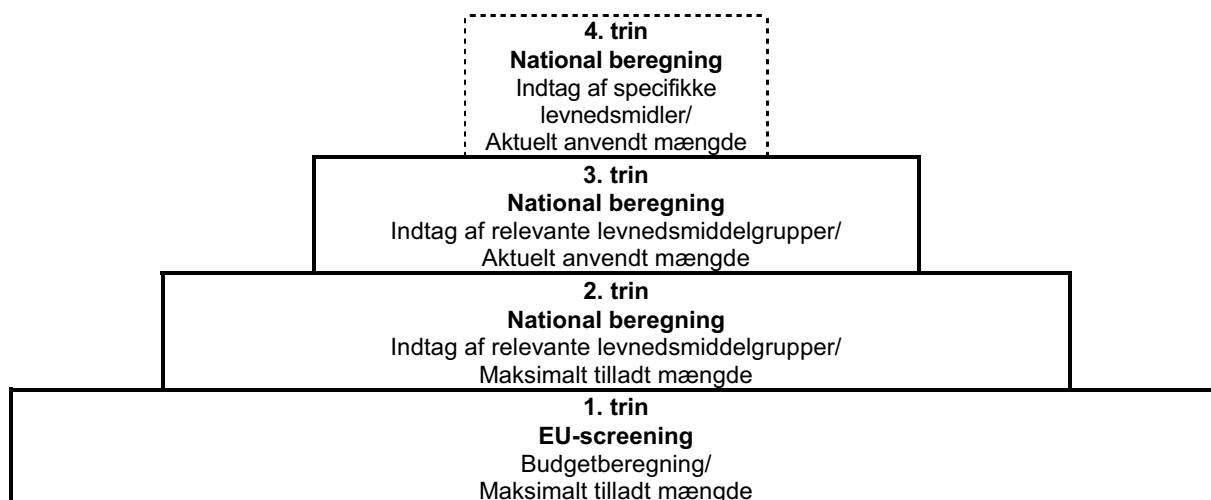 4. trin
National beregning
Indtag af specifikke
levnedsmidler/
Aktuelt anvendt mængde
3. trin
National beregning
Indtag af relevante levnedsmiddelgrupper/
Aktuelt anvendt mængde
2. trin
National beregning
Indtag af relevante levnedsmiddelgrupper/
Maksimalt tilladt mængde
1. trin
EU-screening
Budgetberegning/
Maksimalt tilladt mængde